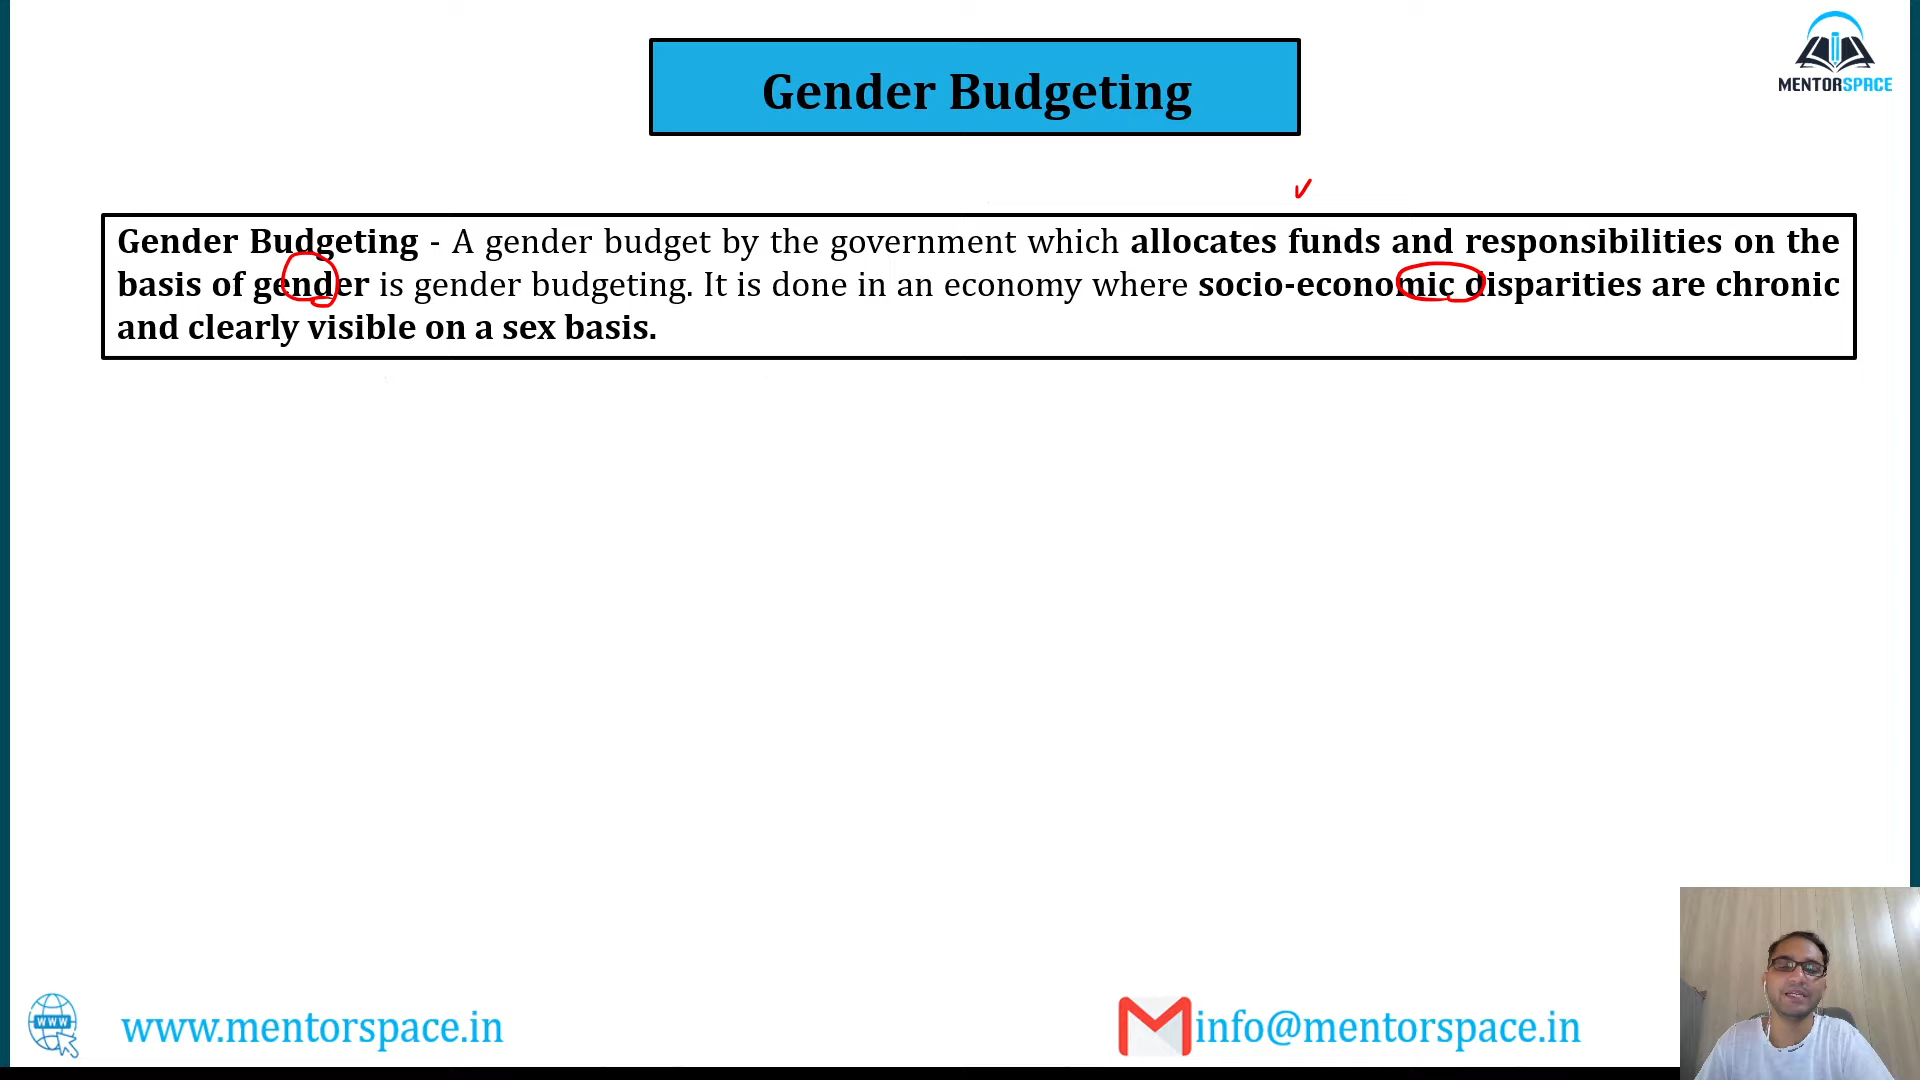 Gender Budgeting
MENTORSPACE
Gender Budgeting - A gender budget by the government which allocates funds and responsibilities on the
basis of gender is gender budgeting. It is done in an economy where socio-economic disparities are chronic
and clearly visible on a sex basis.
WWW
www.mentorspace.in
info@mentorspace.in